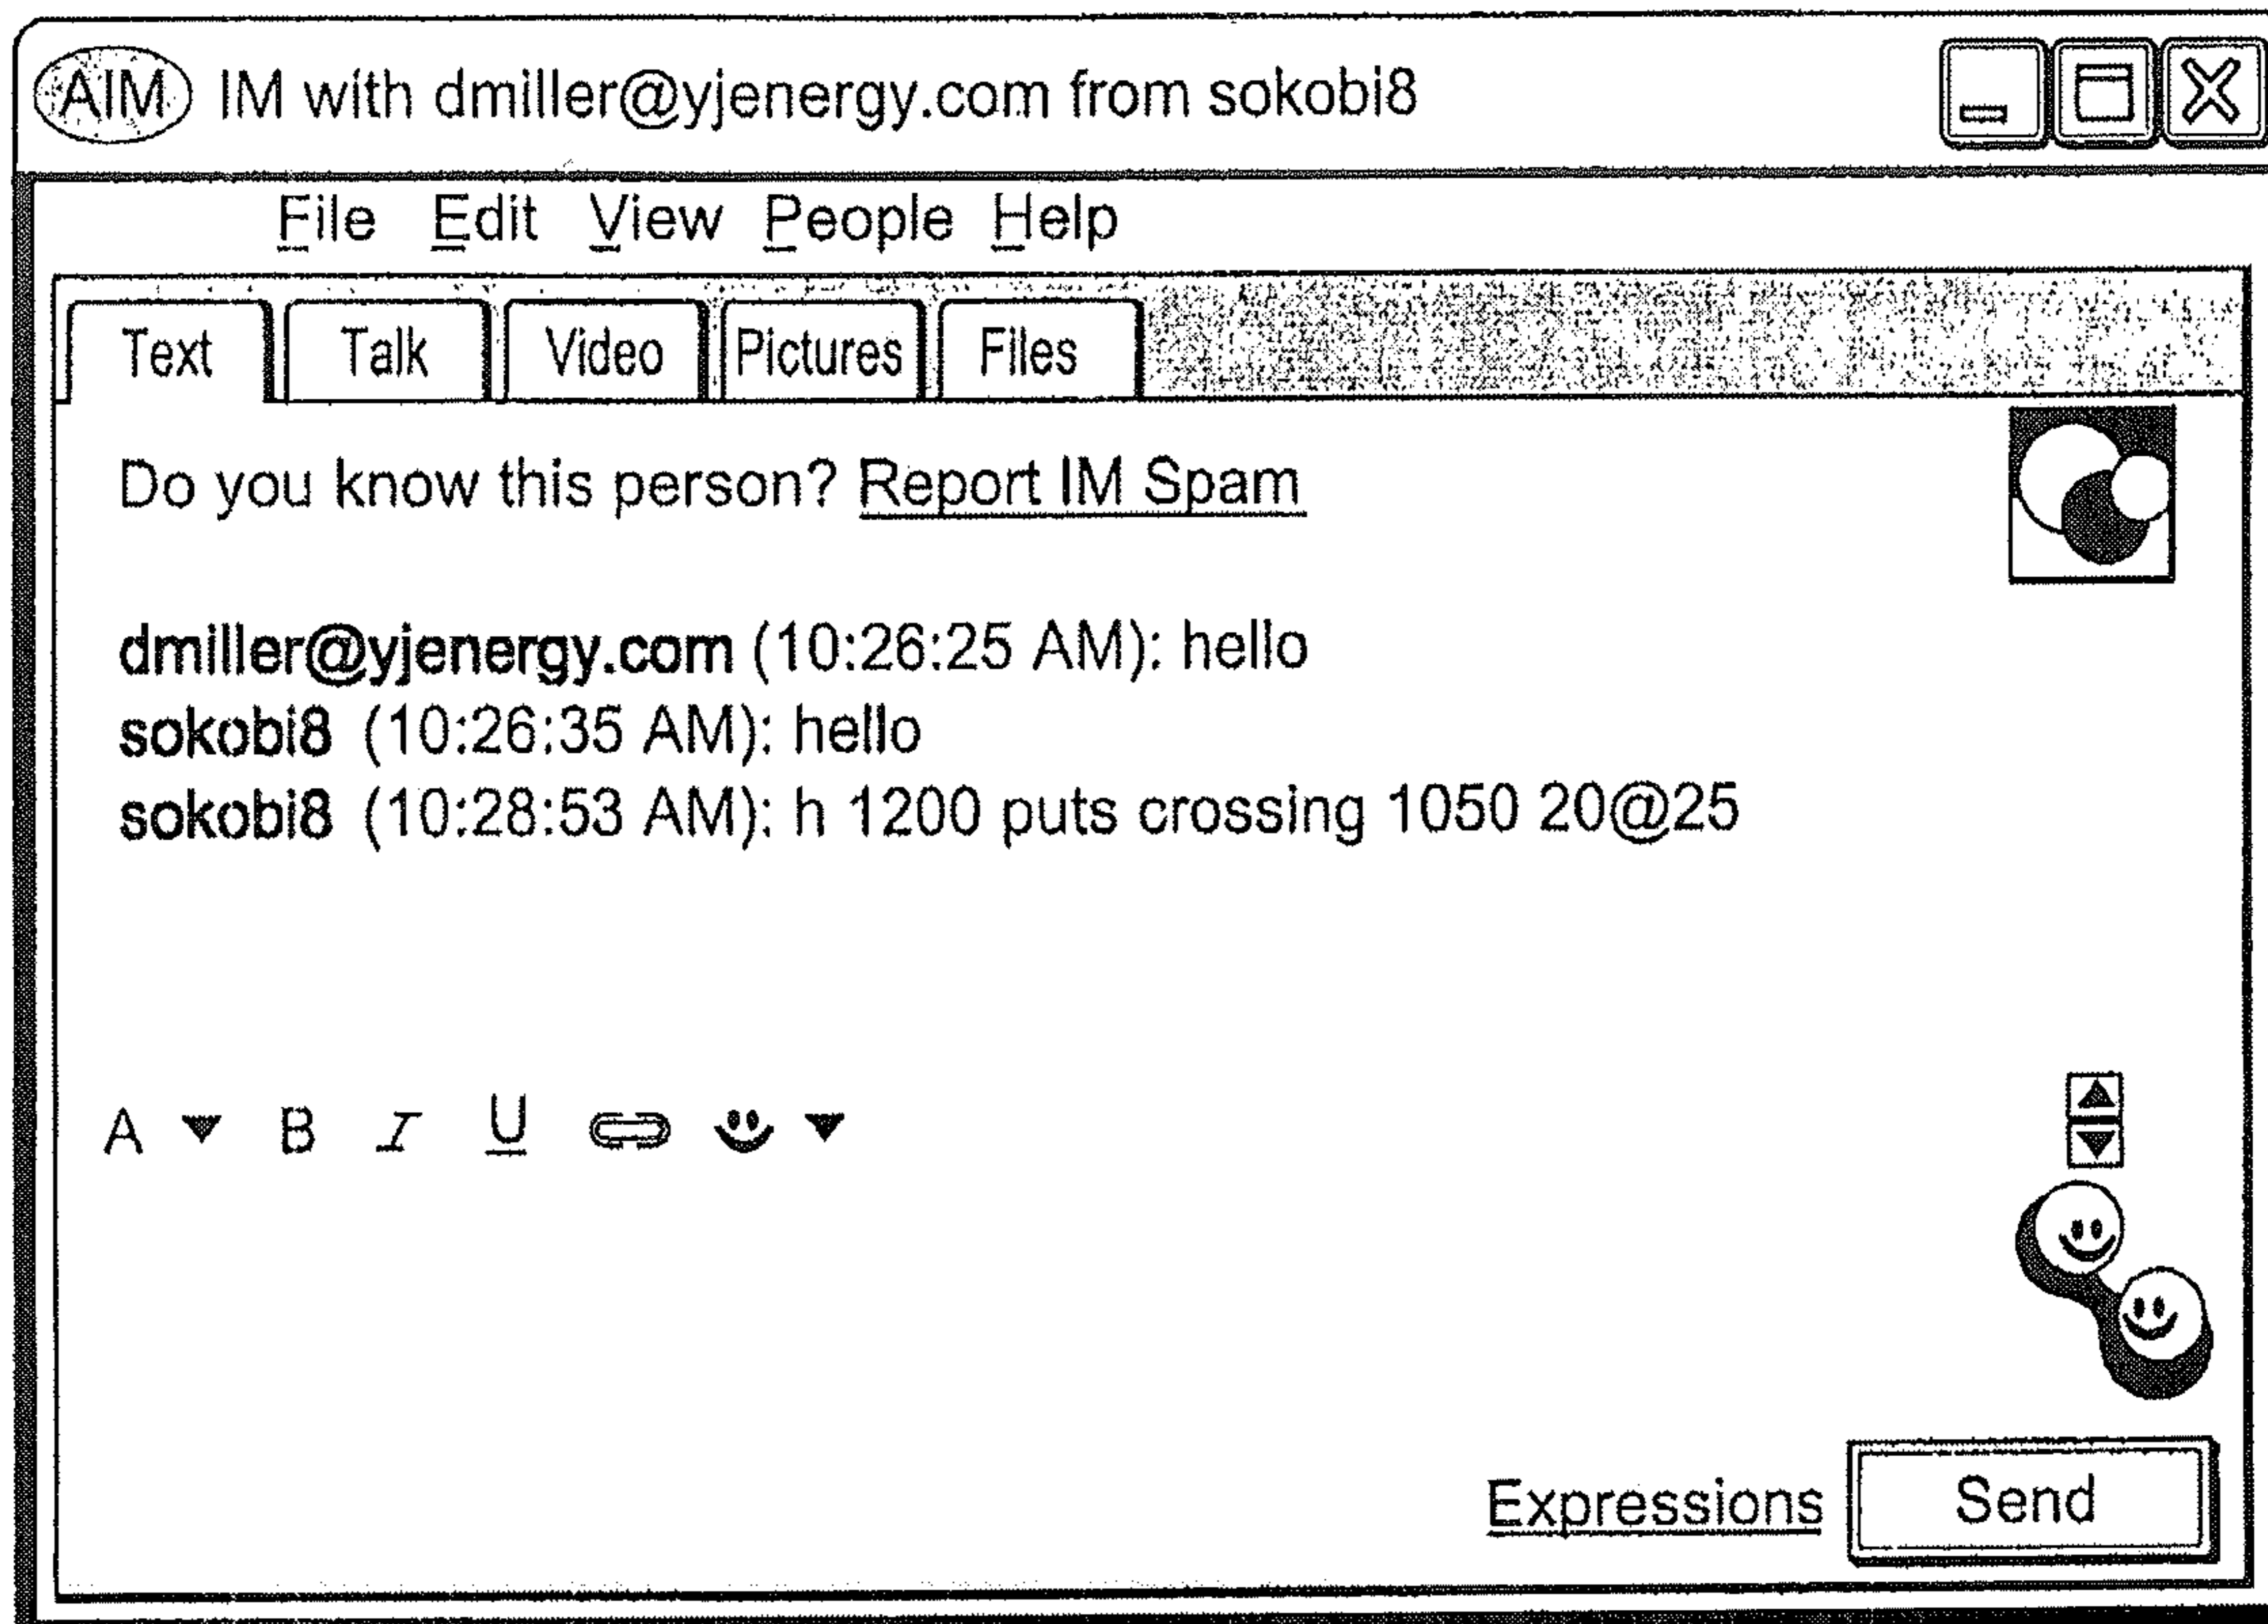 AIM IM with dmiller@yjenergy.com from sokobi8
File Edit View People Help
Text Talk Video Pictures Files
Do you know this person? Report IM Spam
dmiller@yjenergy.com (10:26:25 AM): hello
sokobi8 (10:26:35 AM): hello
sokobi8 (10:28:53 AM): h 1200 puts crossing 1050 20@25
A B I U
Expressions Send